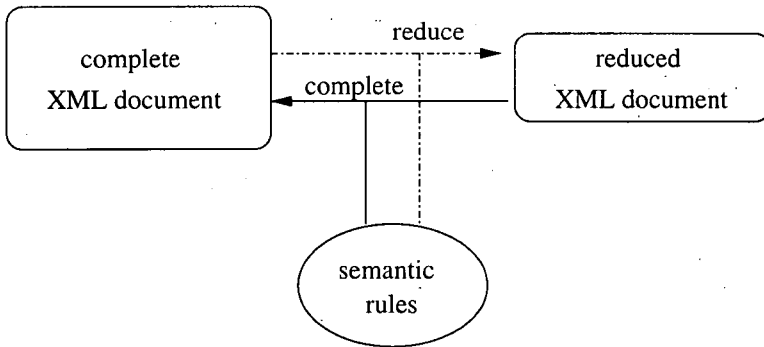 complete
XML document
reduce
complete
reduced
XML document
semantic
rules